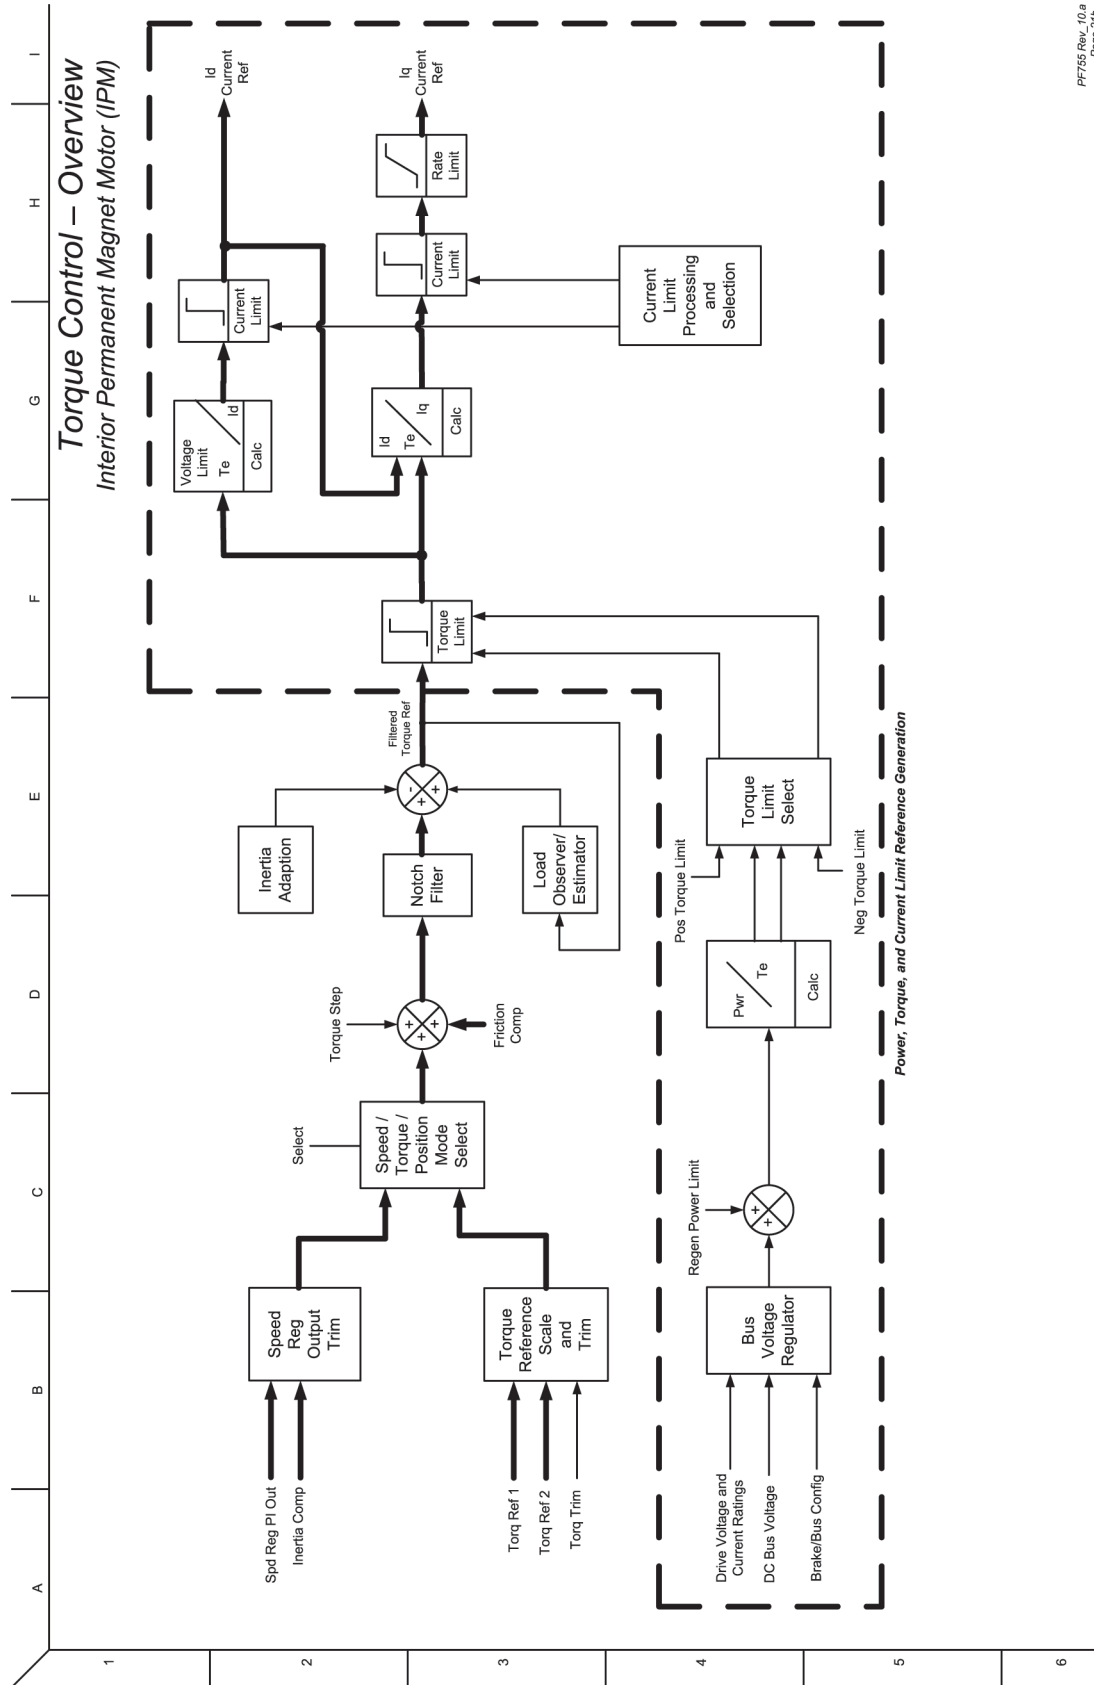 Torque Control – Overview
Interior Permanent Magnet Motor (IPM)
A
B
C
D
E
F
G
H
I
1
2
3
4
5
6
Spd Reg PI Out
Inertia Comp
Speed
Reg
Output
Trim
Torq Ref 1
Torq Ref 2
Torq Trim
Torque
Reference
Scale
and
Trim
Select
Speed /
Torque /
Position
Mode
Select
Torque Step
+
+
+
Friction
Comp
Notch
Filter
Inertia
Adaption
Load
Observer/
Estimator
-
+
+
Filtered
Torque Ref
Torque
Limit
Voltage
Limit
Te
Id
Calc
Current
Limit
Id
Current
Ref
Id
Te
Iq
Calc
Current
Limit
Rate
Limit
Iq
Current
Ref
Current
Limit
Processing
and
Selection
Drive Voltage and
Current Ratings
DC Bus Voltage
Brake/Bus Config
Bus
Voltage
Regulator
Regen Power Limit
+
+
Pwr
Te
Calc
Pos Torque Limit
Neg Torque Limit
Torque
Limit
Select
Power, Torque, and Current Limit Reference Generation
PF755 Rev_10.a